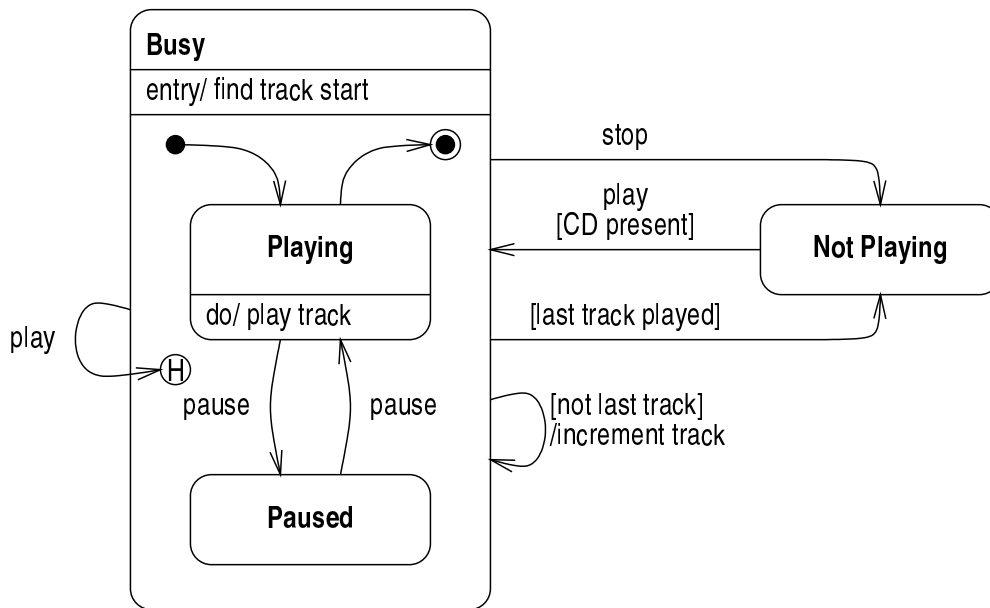 Busy
entry/ find track start
stop
play
[CD present]
Playing
Not Playing
do/ play track
[last track played]
play
H
pause
pause
[not last track]
/increment track
Paused